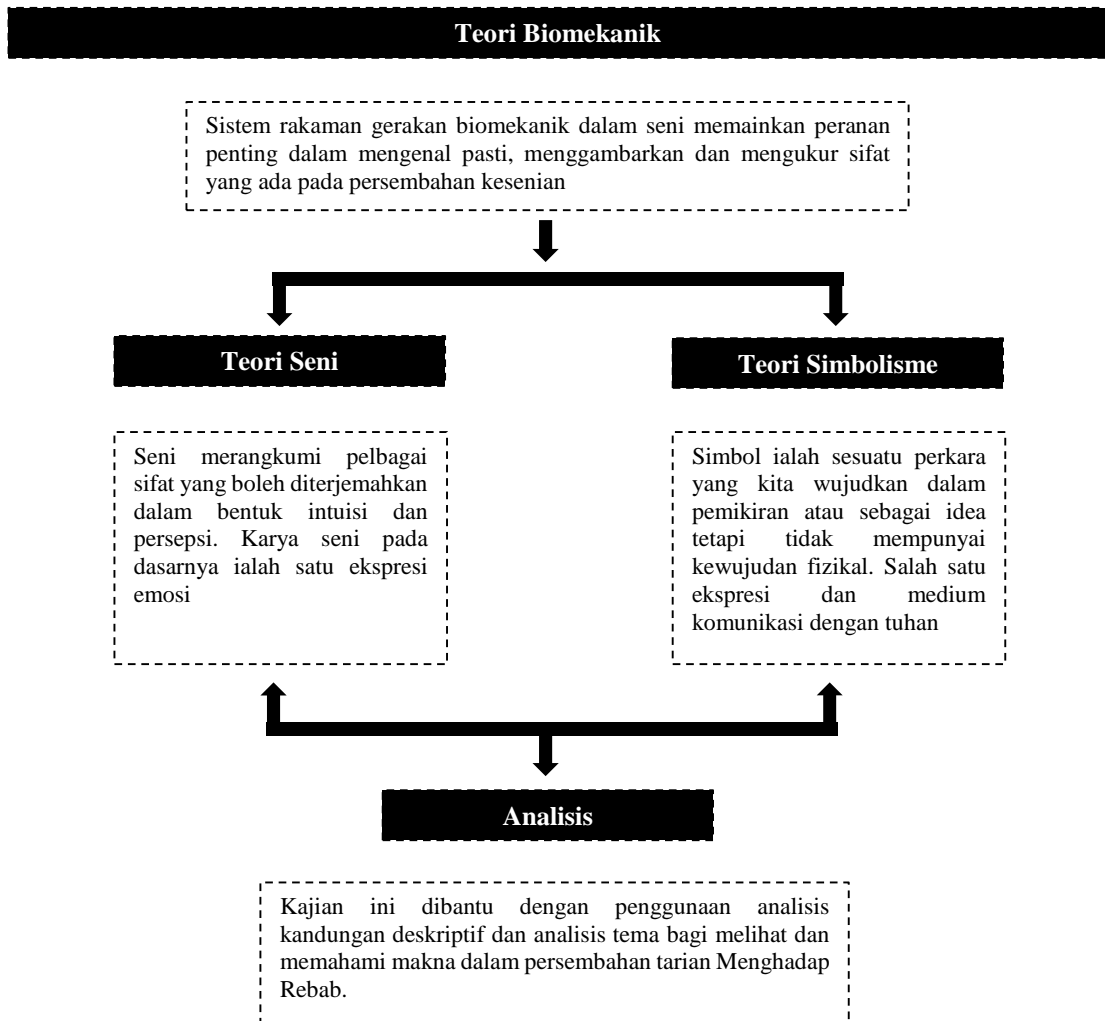 Teori Biomekanik
Sistem rakaman gerakan biomekanik dalam seni memainkan peranan
penting dalam mengenal pasti, menggambarkan dan mengukur sifat
yang ada pada persembahan kesenian
Teori Seni
Seni merangkumi pelbagai
sifat yang boleh diterjemahkan
dalam bentuk intuisi dan
persepsi. Karya seni pada
dasarnya ialah satu ekspresi
emosi
Teori Simbolisme
Simbol ialah sesuatu perkara
yang kita wujudkan dalam
pemikiran atau sebagai idea
tetapi tidak mempunyai
kewujudan fizikal. Salah satu
ekspresi dan medium
komunikasi dengan tuhan
Analisis
Kajian ini dibantu dengan penggunaan analisis
kandungan deskriptif dan analisis tema bagi melihat dan
memahami makna dalam persembahan tarian Menghadap
Rebab.